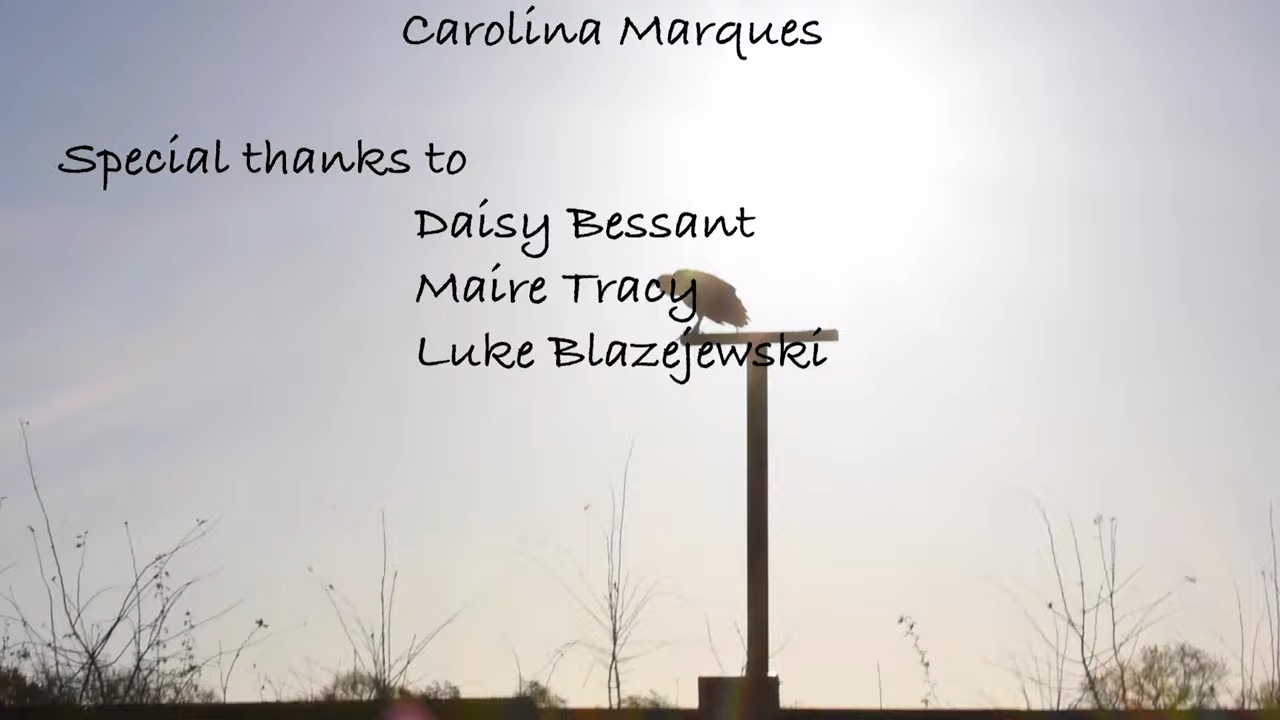 Carolina Marques
Special thanks to
Daisy Bessant
Maire Tracy
Luke Blazejewski